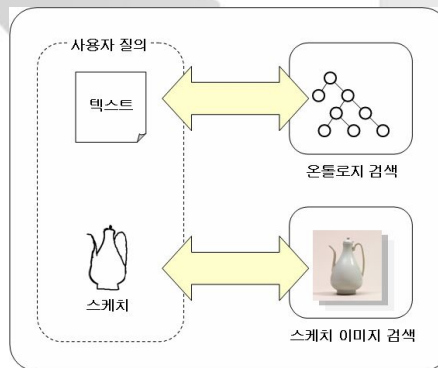 사용자 질의
텍스트
온톨로지 검색
스케치
스케치 이미지 검색